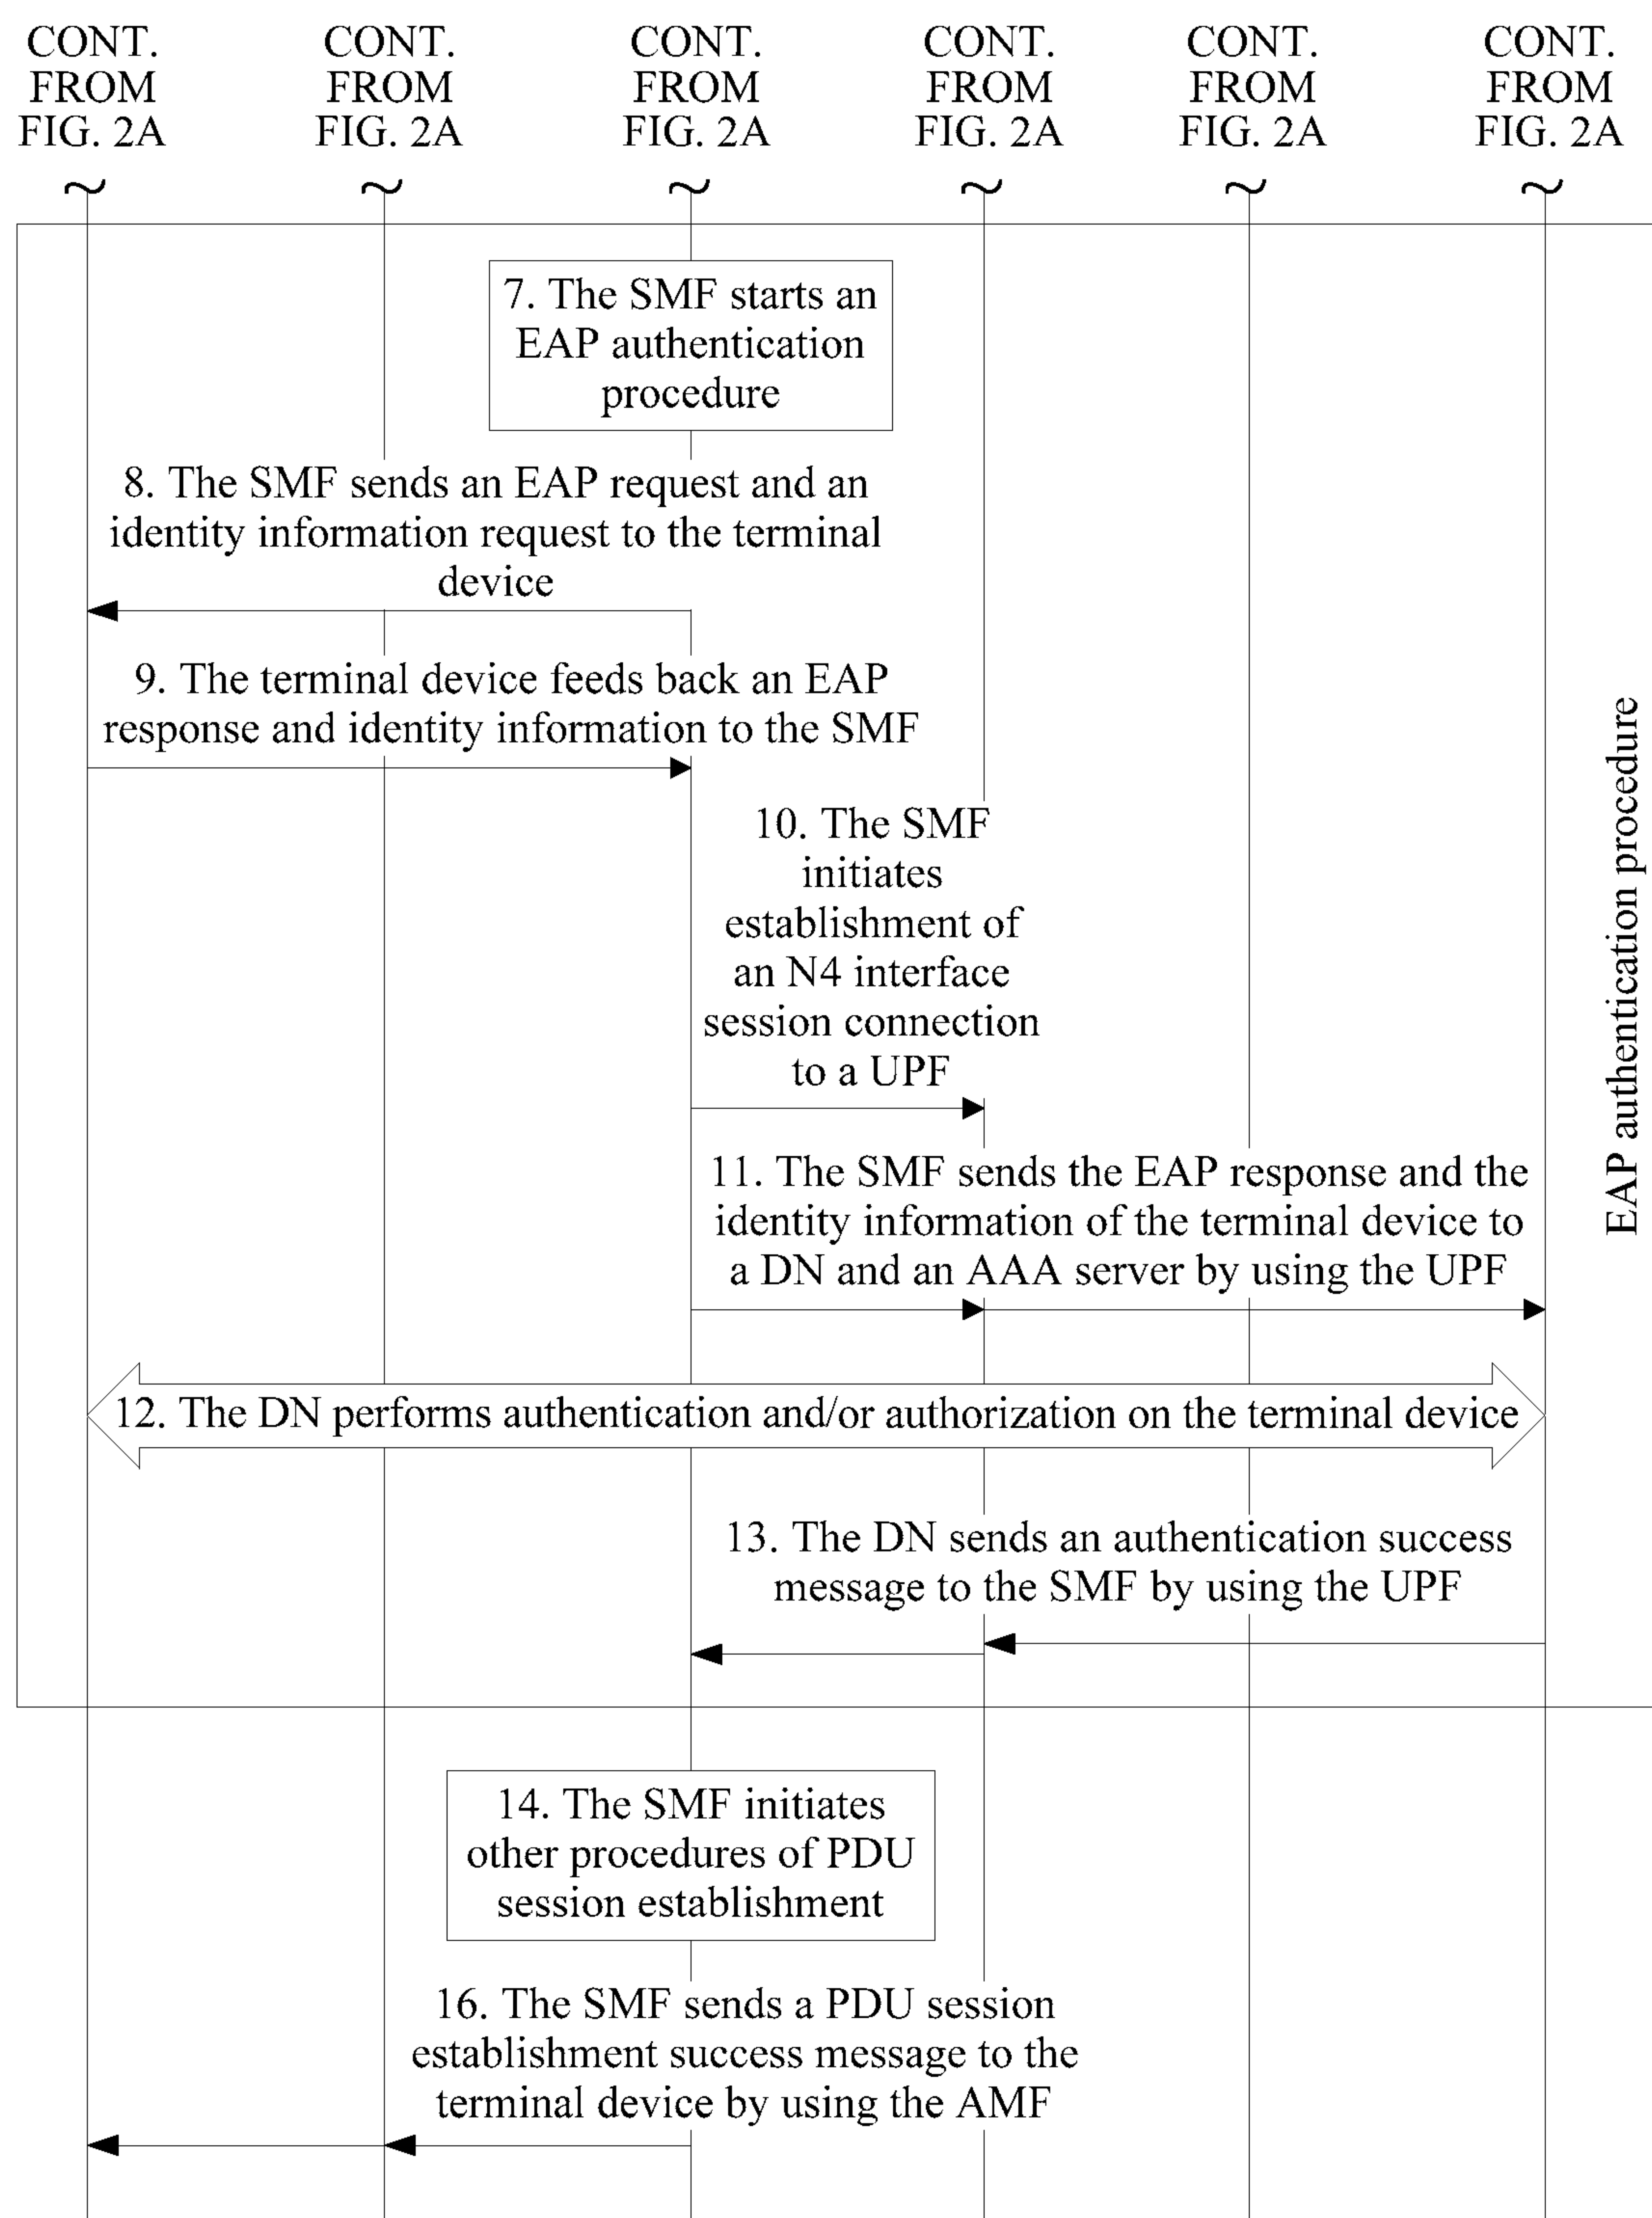 CONT.
FROM
FIG. 2A
CONT.
FROM
FIG. 2A
CONT.
FROM
FIG. 2A
CONT.
FROM
FIG. 2A
CONT.
FROM
FIG. 2A
CONT.
FROM
FIG. 2A
7. The SMF starts an
EAP authentication
procedure
8. The SMF sends an EAP request and an
identity information request to the terminal
device
9. The terminal device feeds back an EAP
response and identity information to the SMF
10. The SMF
initiates
establishment of
an N4 interface
session connection
to a UPF
11. The SMF sends the EAP response and the
identity information of the terminal device to
a DN and an AAA server by using the UPF
12. The DN performs authentication and/or authorization on the terminal device
13. The DN sends an authentication success
message to the SMF by using the UPF
EAP authentication procedure
14. The SMF initiates
other procedures of PDU
session establishment
16. The SMF sends a PDU session
establishment success message to the
terminal device by using the AMF